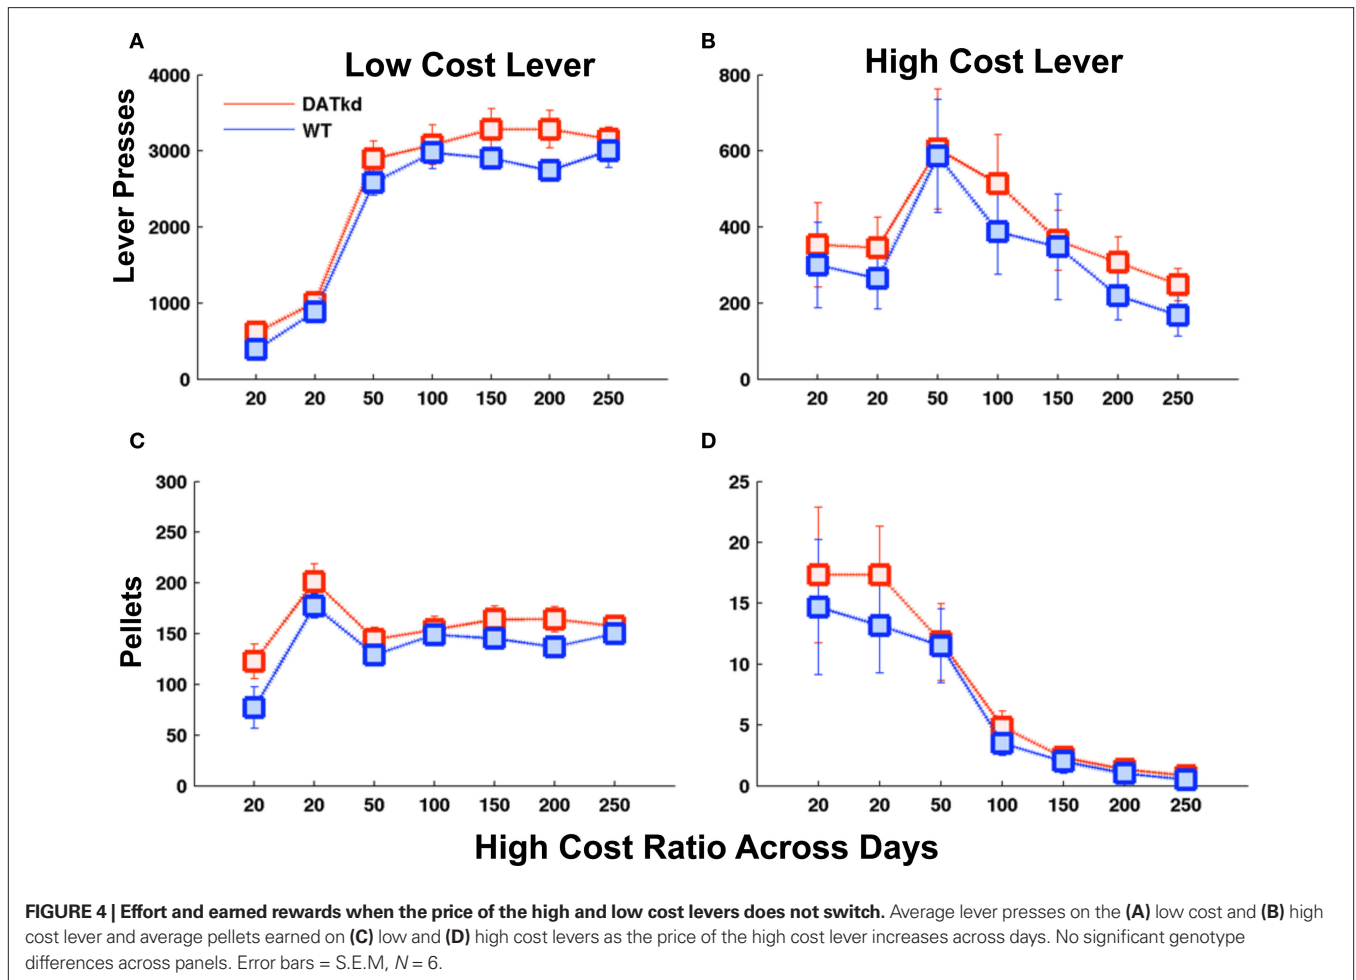 A
Low Cost Lever
4000
3000
2000
1000
0
Lever Presses
DATkd
WT
20 20 50 100 150 200 250
B
High Cost Lever
800
600
400
200
0
20 20 50 100 150 200 250
C
300
250
200
150
100
50
0
Pellets
20 20 50 100 150 200 250
D
25
20
15
10
5
0
20 20 50 100 150 200 250
High Cost Ratio Across Days
FIGURE 4 | Effort and earned rewards when the price of the high and low cost levers does not switch. Average lever presses on the (A) low cost and (B) high
cost lever and average pellets earned on (C) low and (D) high cost levers as the price of the high cost lever increases across days. No significant genotype
differences across panels. Error bars = S.E.M, N = 6.